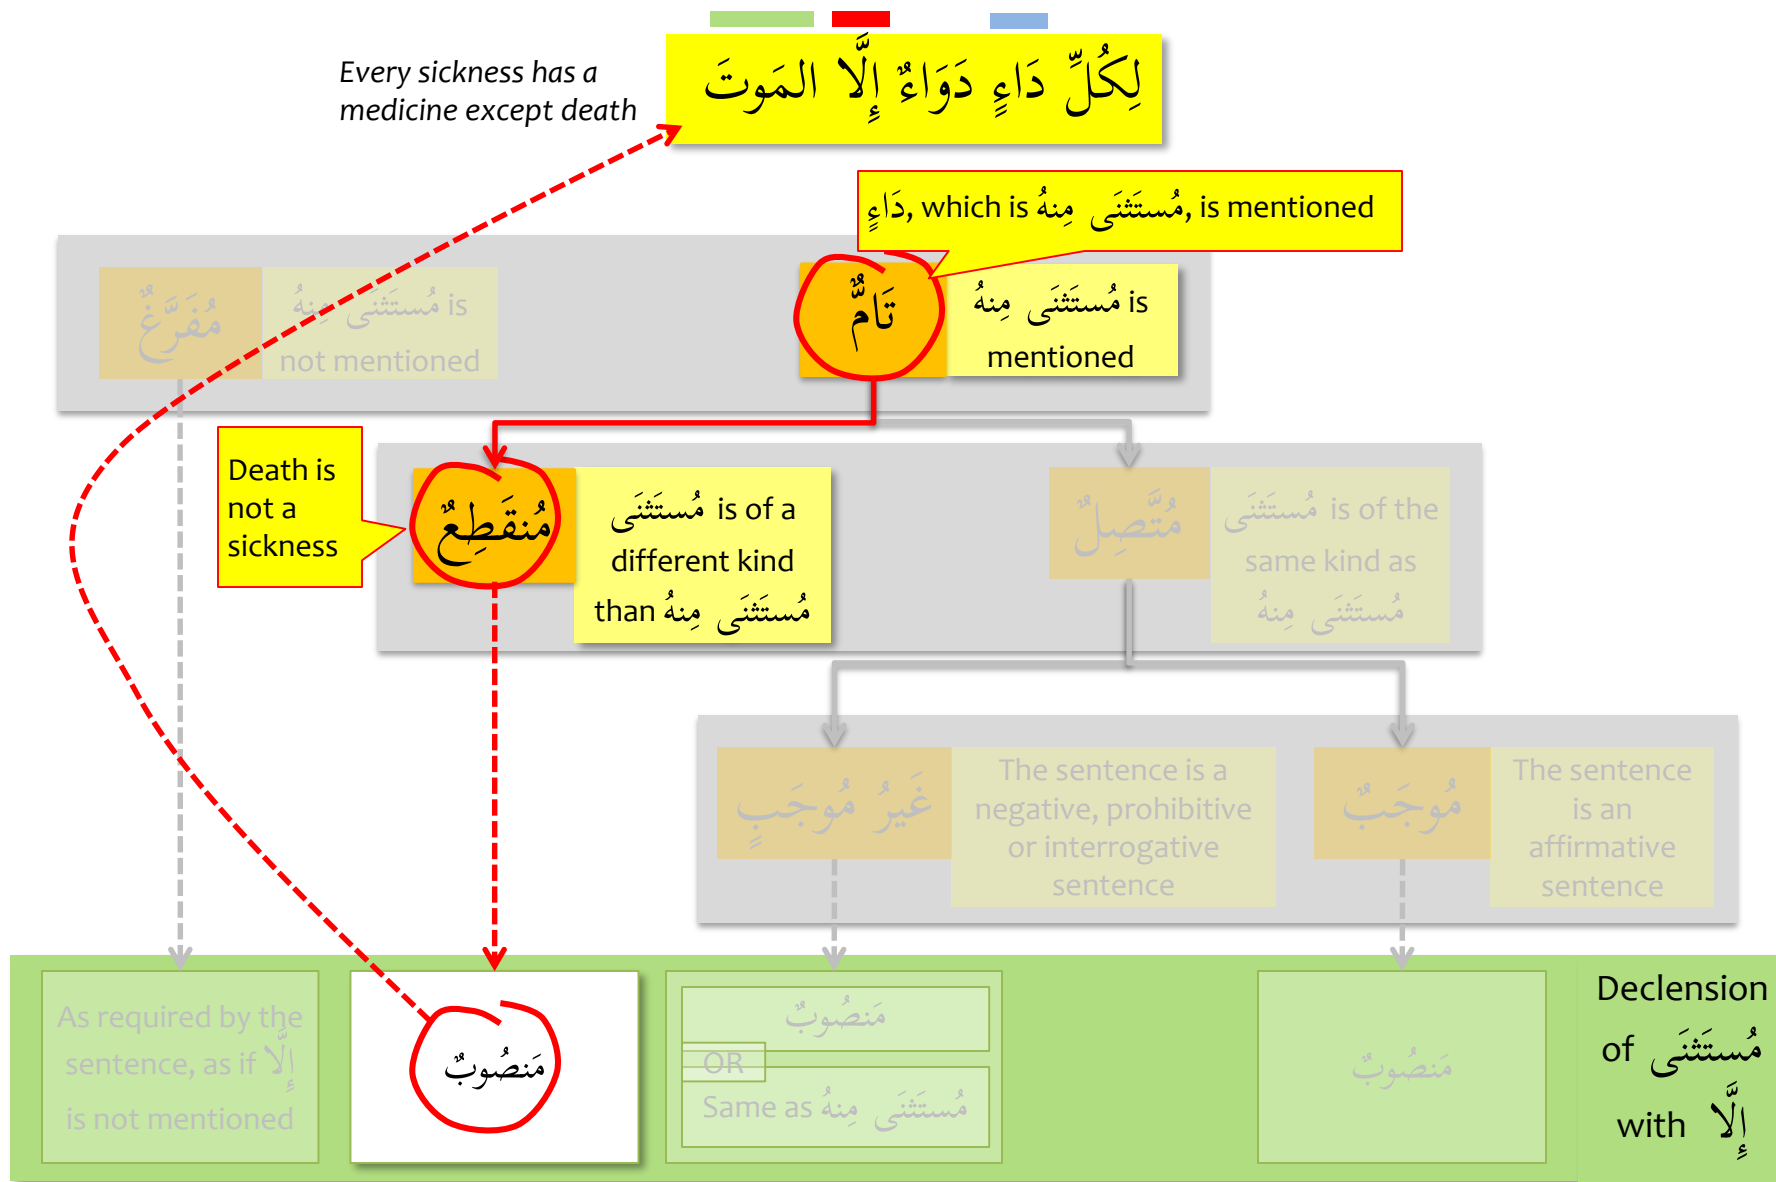 Every sickness has a
medicine except death
لِكُلِّ دَاءٍ دَوَاءٌ إِلَّا المَوتَ
دَاءٍ, which is مُستَثنَى مِنهُ, is mentioned
مُفَرَّغٌ
مُستَثنَى مِنهُ is
not mentioned
تَامٌّ
مُستَثنَى مِنهُ is
mentioned
Death is
not a
sickness
مُنقَطِعٌ
مُستَثنَى is of a
different kind
than مُستَثنَى مِنهُ
مُتَّصِلٌ
مُستَثنَى is of the
same kind as
مُستَثنَى مِنهُ
غَيرُ مُوجَبٍ
The sentence is a
negative, prohibitive
or interrogative
sentence
مُوجَبٌ
The sentence
is an
affirmative
sentence
As required by the
sentence, as if إِلَّا
is not mentioned
مَنصُوبٌ
مَنصُوبٌ
OR
Same as مُستَثنَى مِنهُ
مَنصُوبٌ
Declension
of مُستَثنَى
with إِلَّا